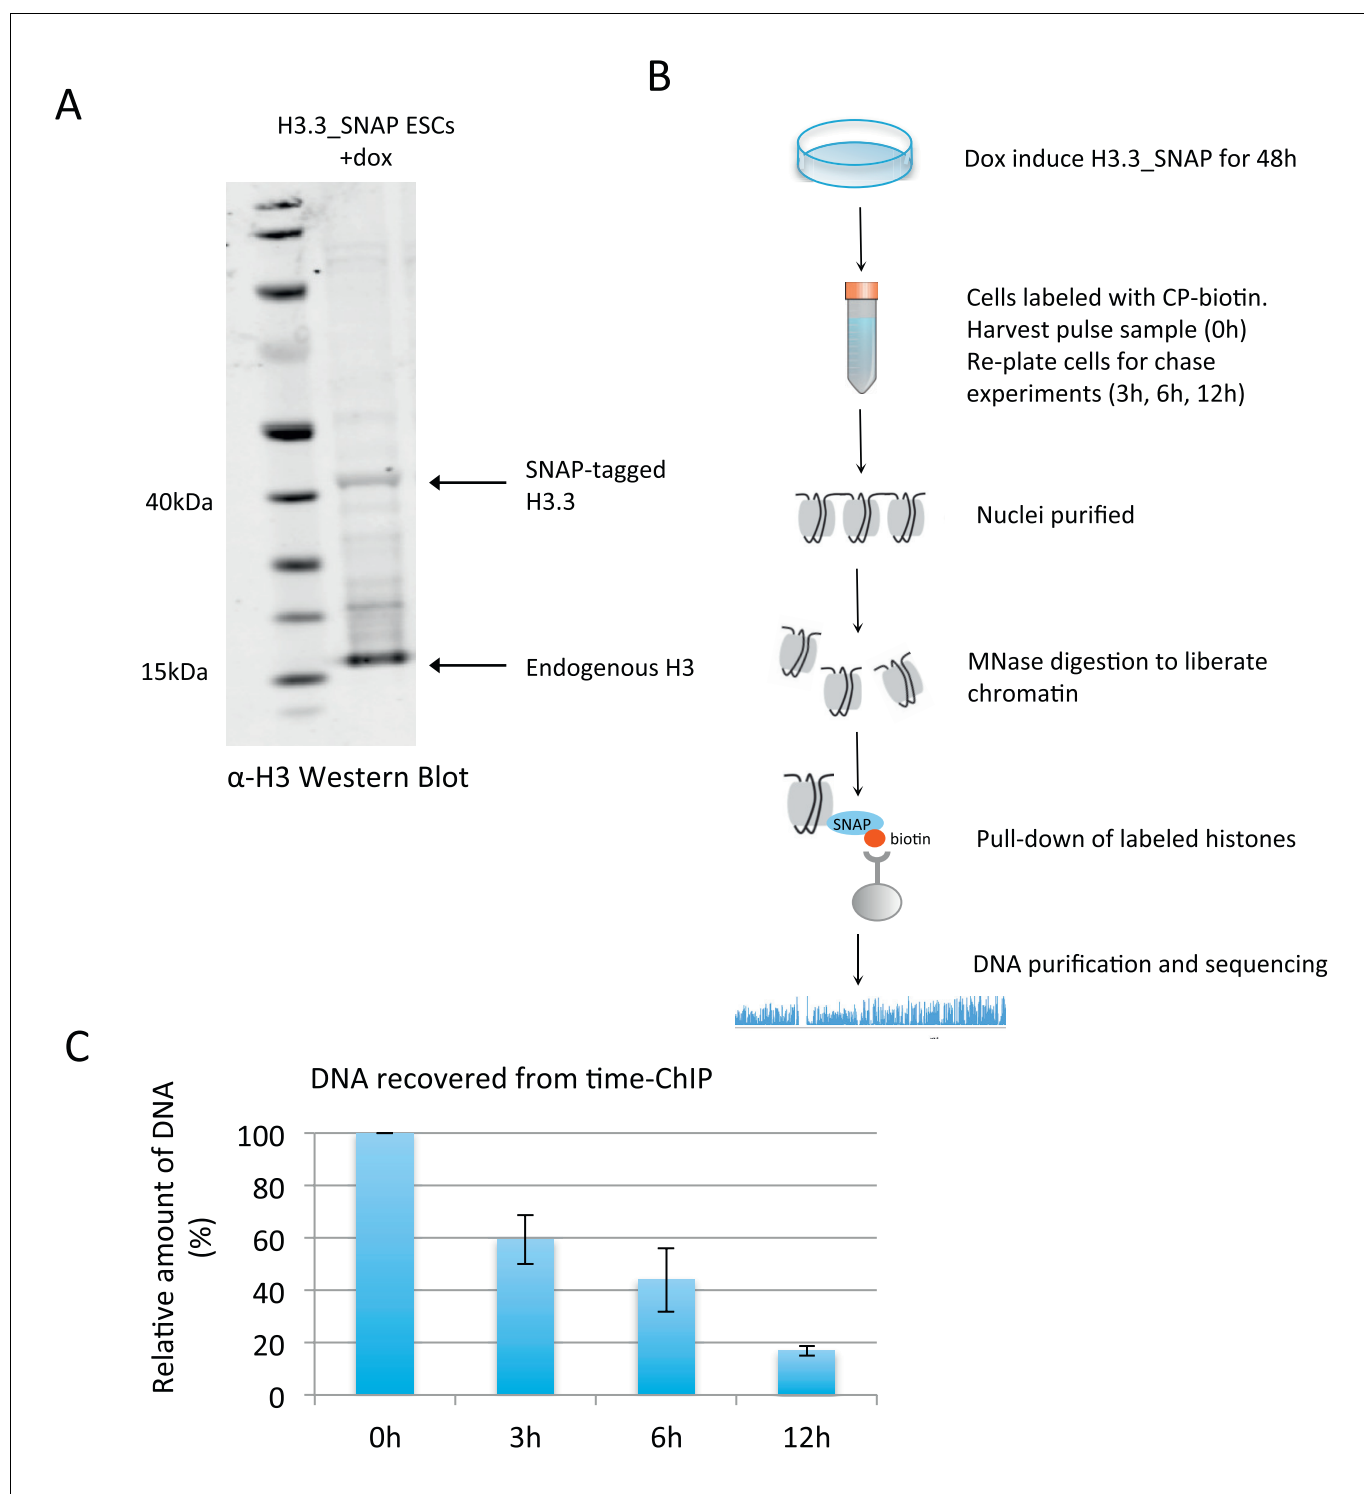 A
H3.3_SNAP ESCs
+dox
40kDa
15kDa
SNAP-tagged
H3.3
Endogenous H3
α-H3 Western Blot
B
Dox induce H3.3_SNAP for 48h
Cells labeled with CP-biotin.
Harvest pulse sample (0h)
Re-plate cells for chase
experiments (3h, 6h, 12h)
Nuclei purified
MNase digestion to liberate
chromatin
SNAP
biotin
Pull-down of labeled histones
DNA purification and sequencing
C
DNA recovered from time-ChIP
Relative amount of DNA
(%)
100
80
60
40
20
0
0h
3h
6h
12h